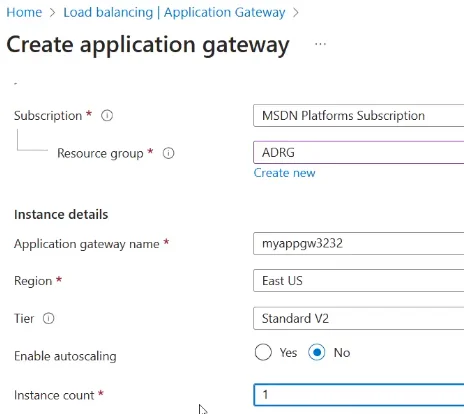 Home > Load balancing | Application Gateway >
Create application gateway ...
Subscription * MSDN Platforms Subscription
Resource group * ADRG
Create new
Instance details
Application gateway name * myappgw3232
Region * East US
Tier Standard V2
Enable autoscaling Yes No
Instance count * 1